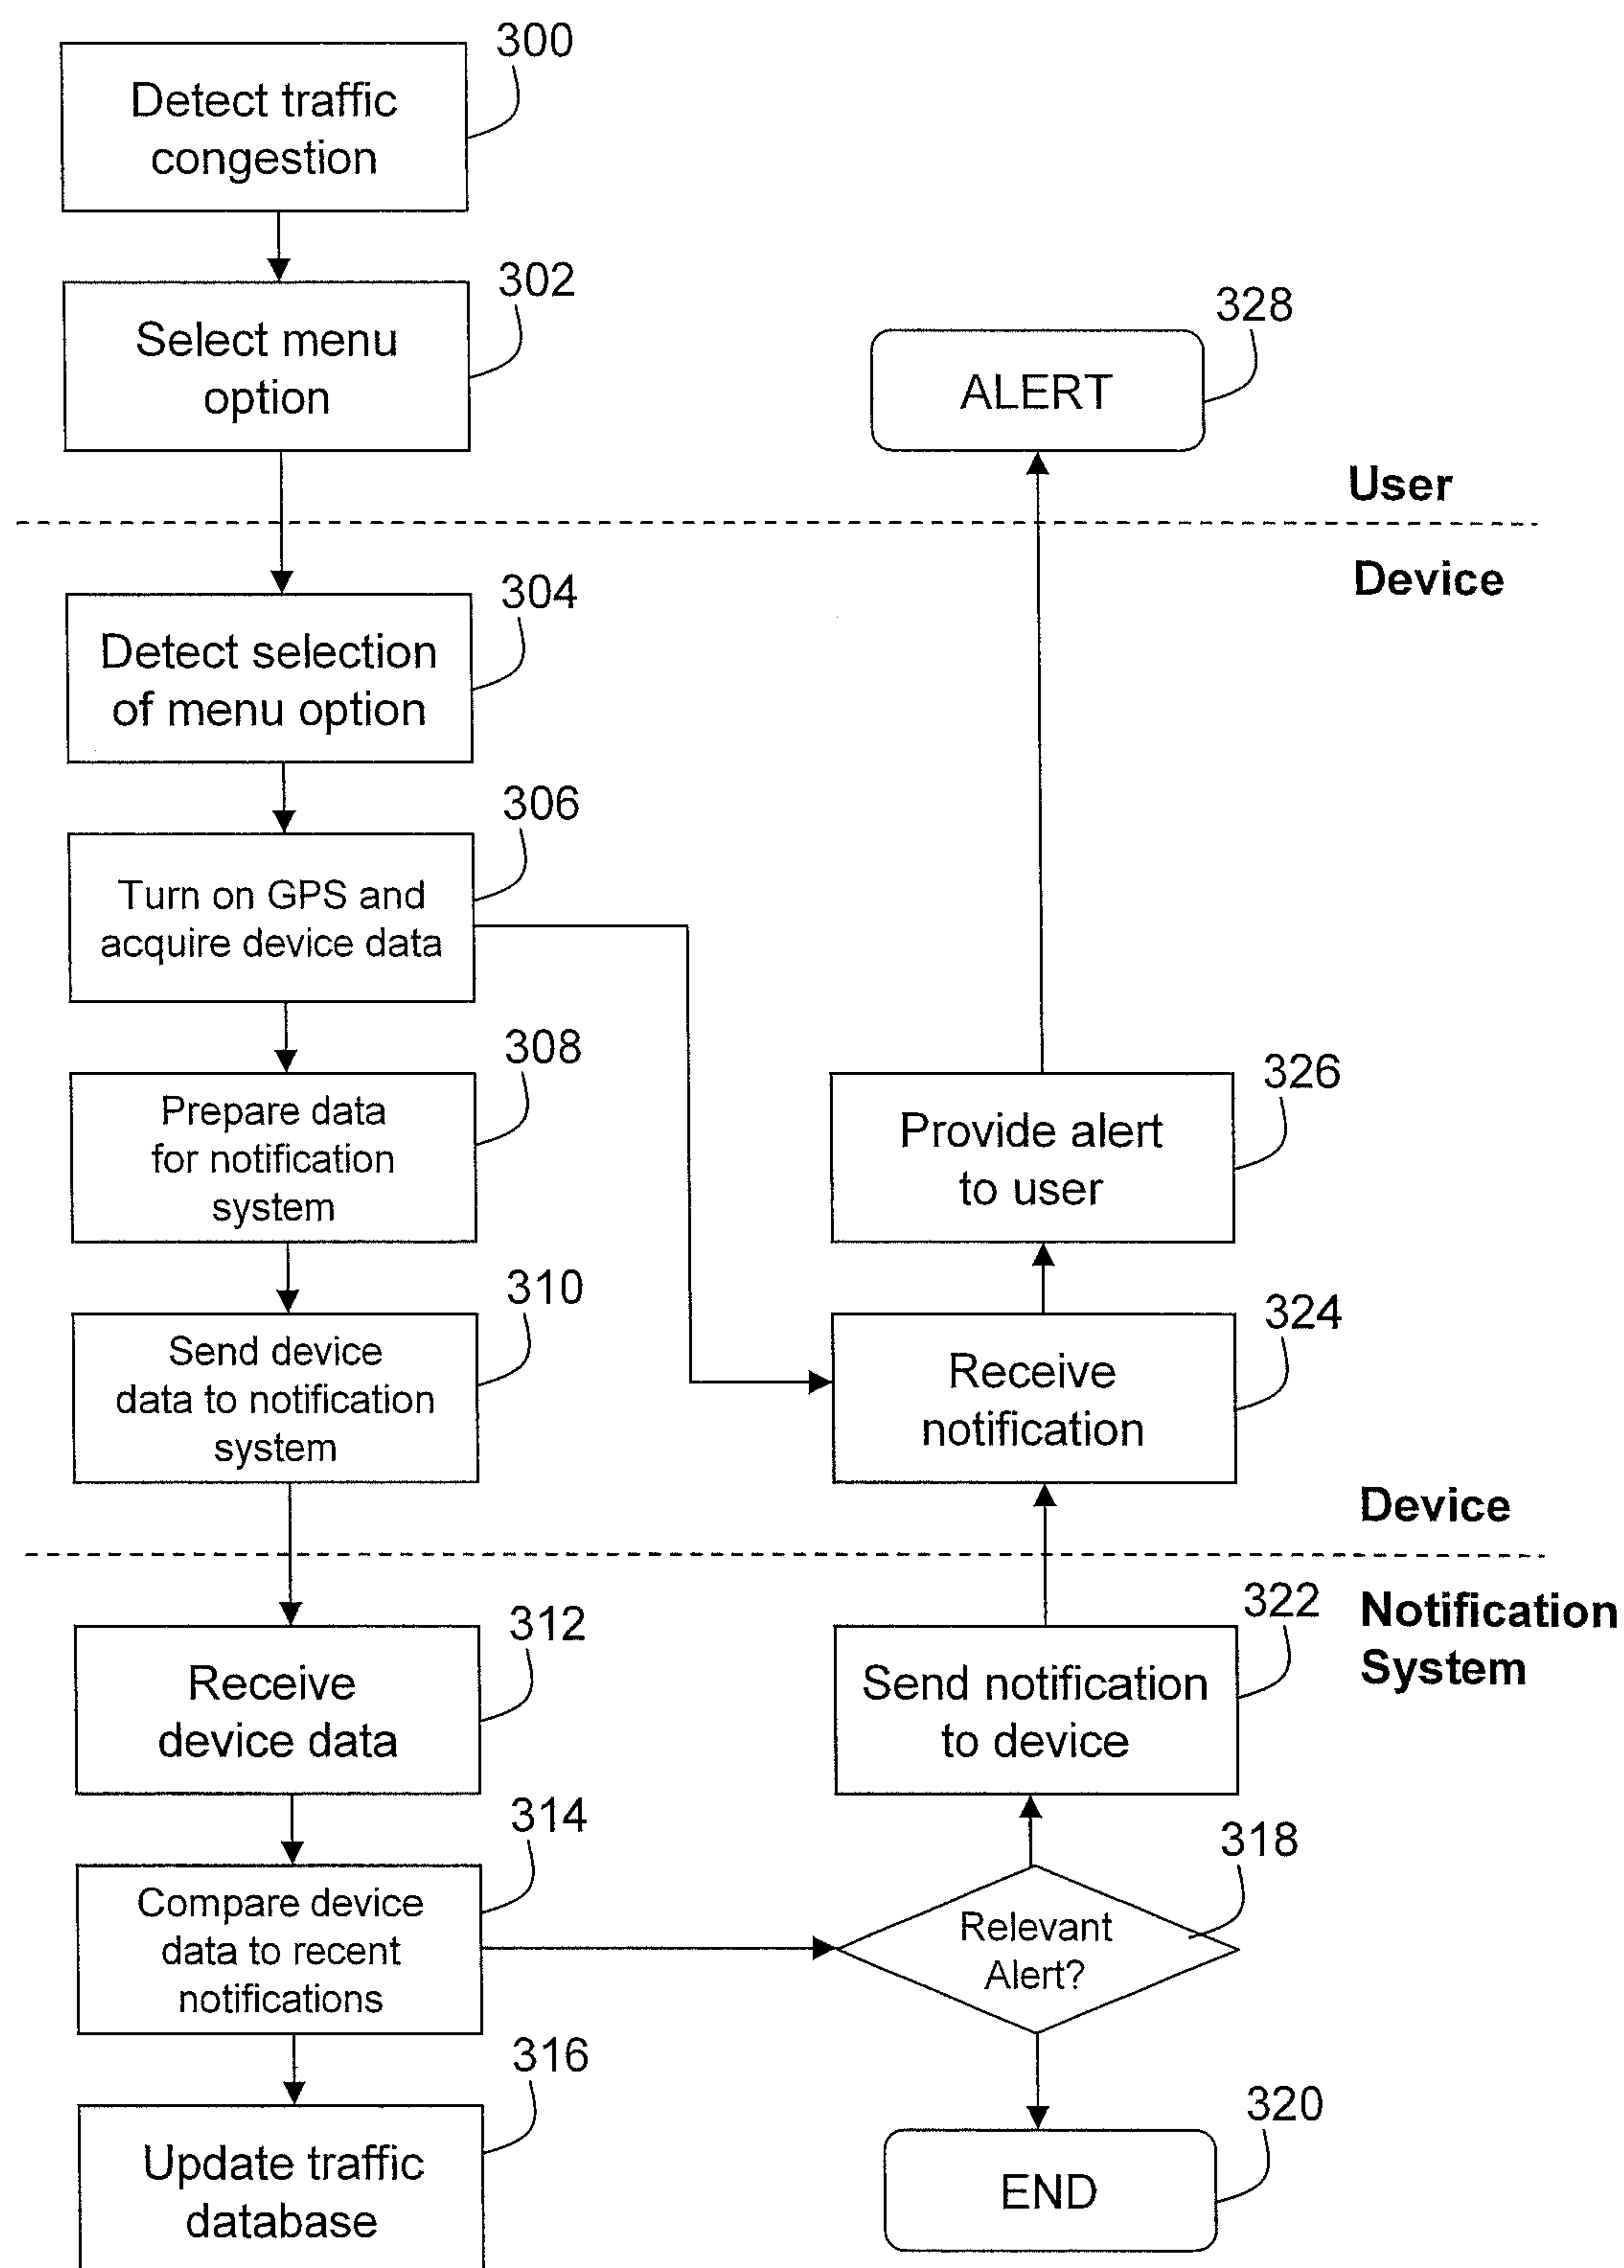 300
Detect traffic
congestion
302
Select menu
option
328
ALERT
User
Device
304
Detect selection
of menu option
306
Turn on GPS and
acquire device data
308
Prepare data
for notification
system
326
Provide alert
to user
310
Send device
data to notification
system
324
Receive
notification
Device
Notification
System
312
Receive
device data
322
Send notification
to device
314
Compare device
data to recent
notifications
318
Relevant
Alert?
316
Update traffic
database
320
END